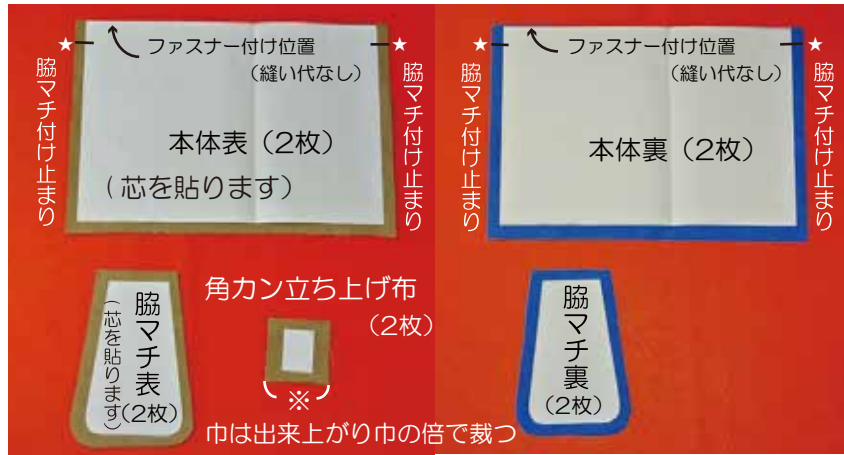 ★
ファスナー付け位置
（縫い代なし）
★
脇マチ付け止まり
脇マチ付け止まり
本体表（2枚）
（芯を貼ります）
脇マチ表
（芯を貼ります）
（2枚）
角カン立ち上げ布
（2枚）
※
巾は出来上がり巾の倍で裁つ
★
ファスナー付け位置
（縫い代なし）
★
脇マチ付け止まり
脇マチ付け止まり
本体裏（2枚）
脇マチ裏
（2枚）